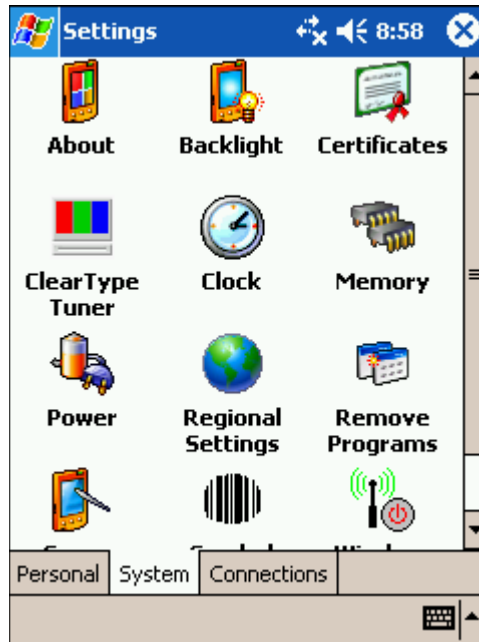 Settings 8:58
About Backlight Certificates
ClearType Clock Memory
Tuner
Power Regional Remove
Settings Programs
Personal System Connections